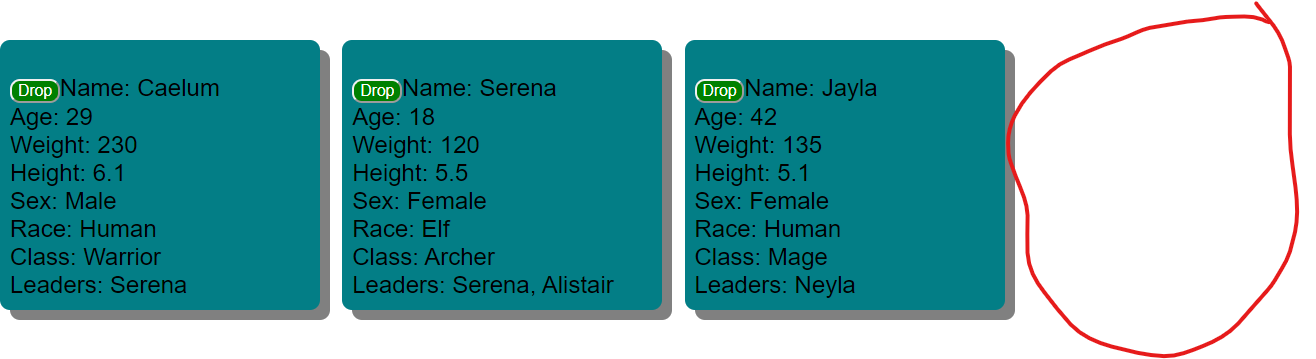 Drop Name: Caelum
Age: 29
Weight: 230
Height: 6.1
Sex: Male
Race: Human
Class: Warrior
Leaders: Serena
Drop Name: Serena
Age: 18
Weight: 120
Height: 5.5
Sex: Female
Race: Elf
Class: Archer
Leaders: Serena, Alistair
Drop Name: Jayla
Age: 42
Weight: 135
Height: 5.1
Sex: Female
Race: Human
Class: Mage
Leaders: Neyla